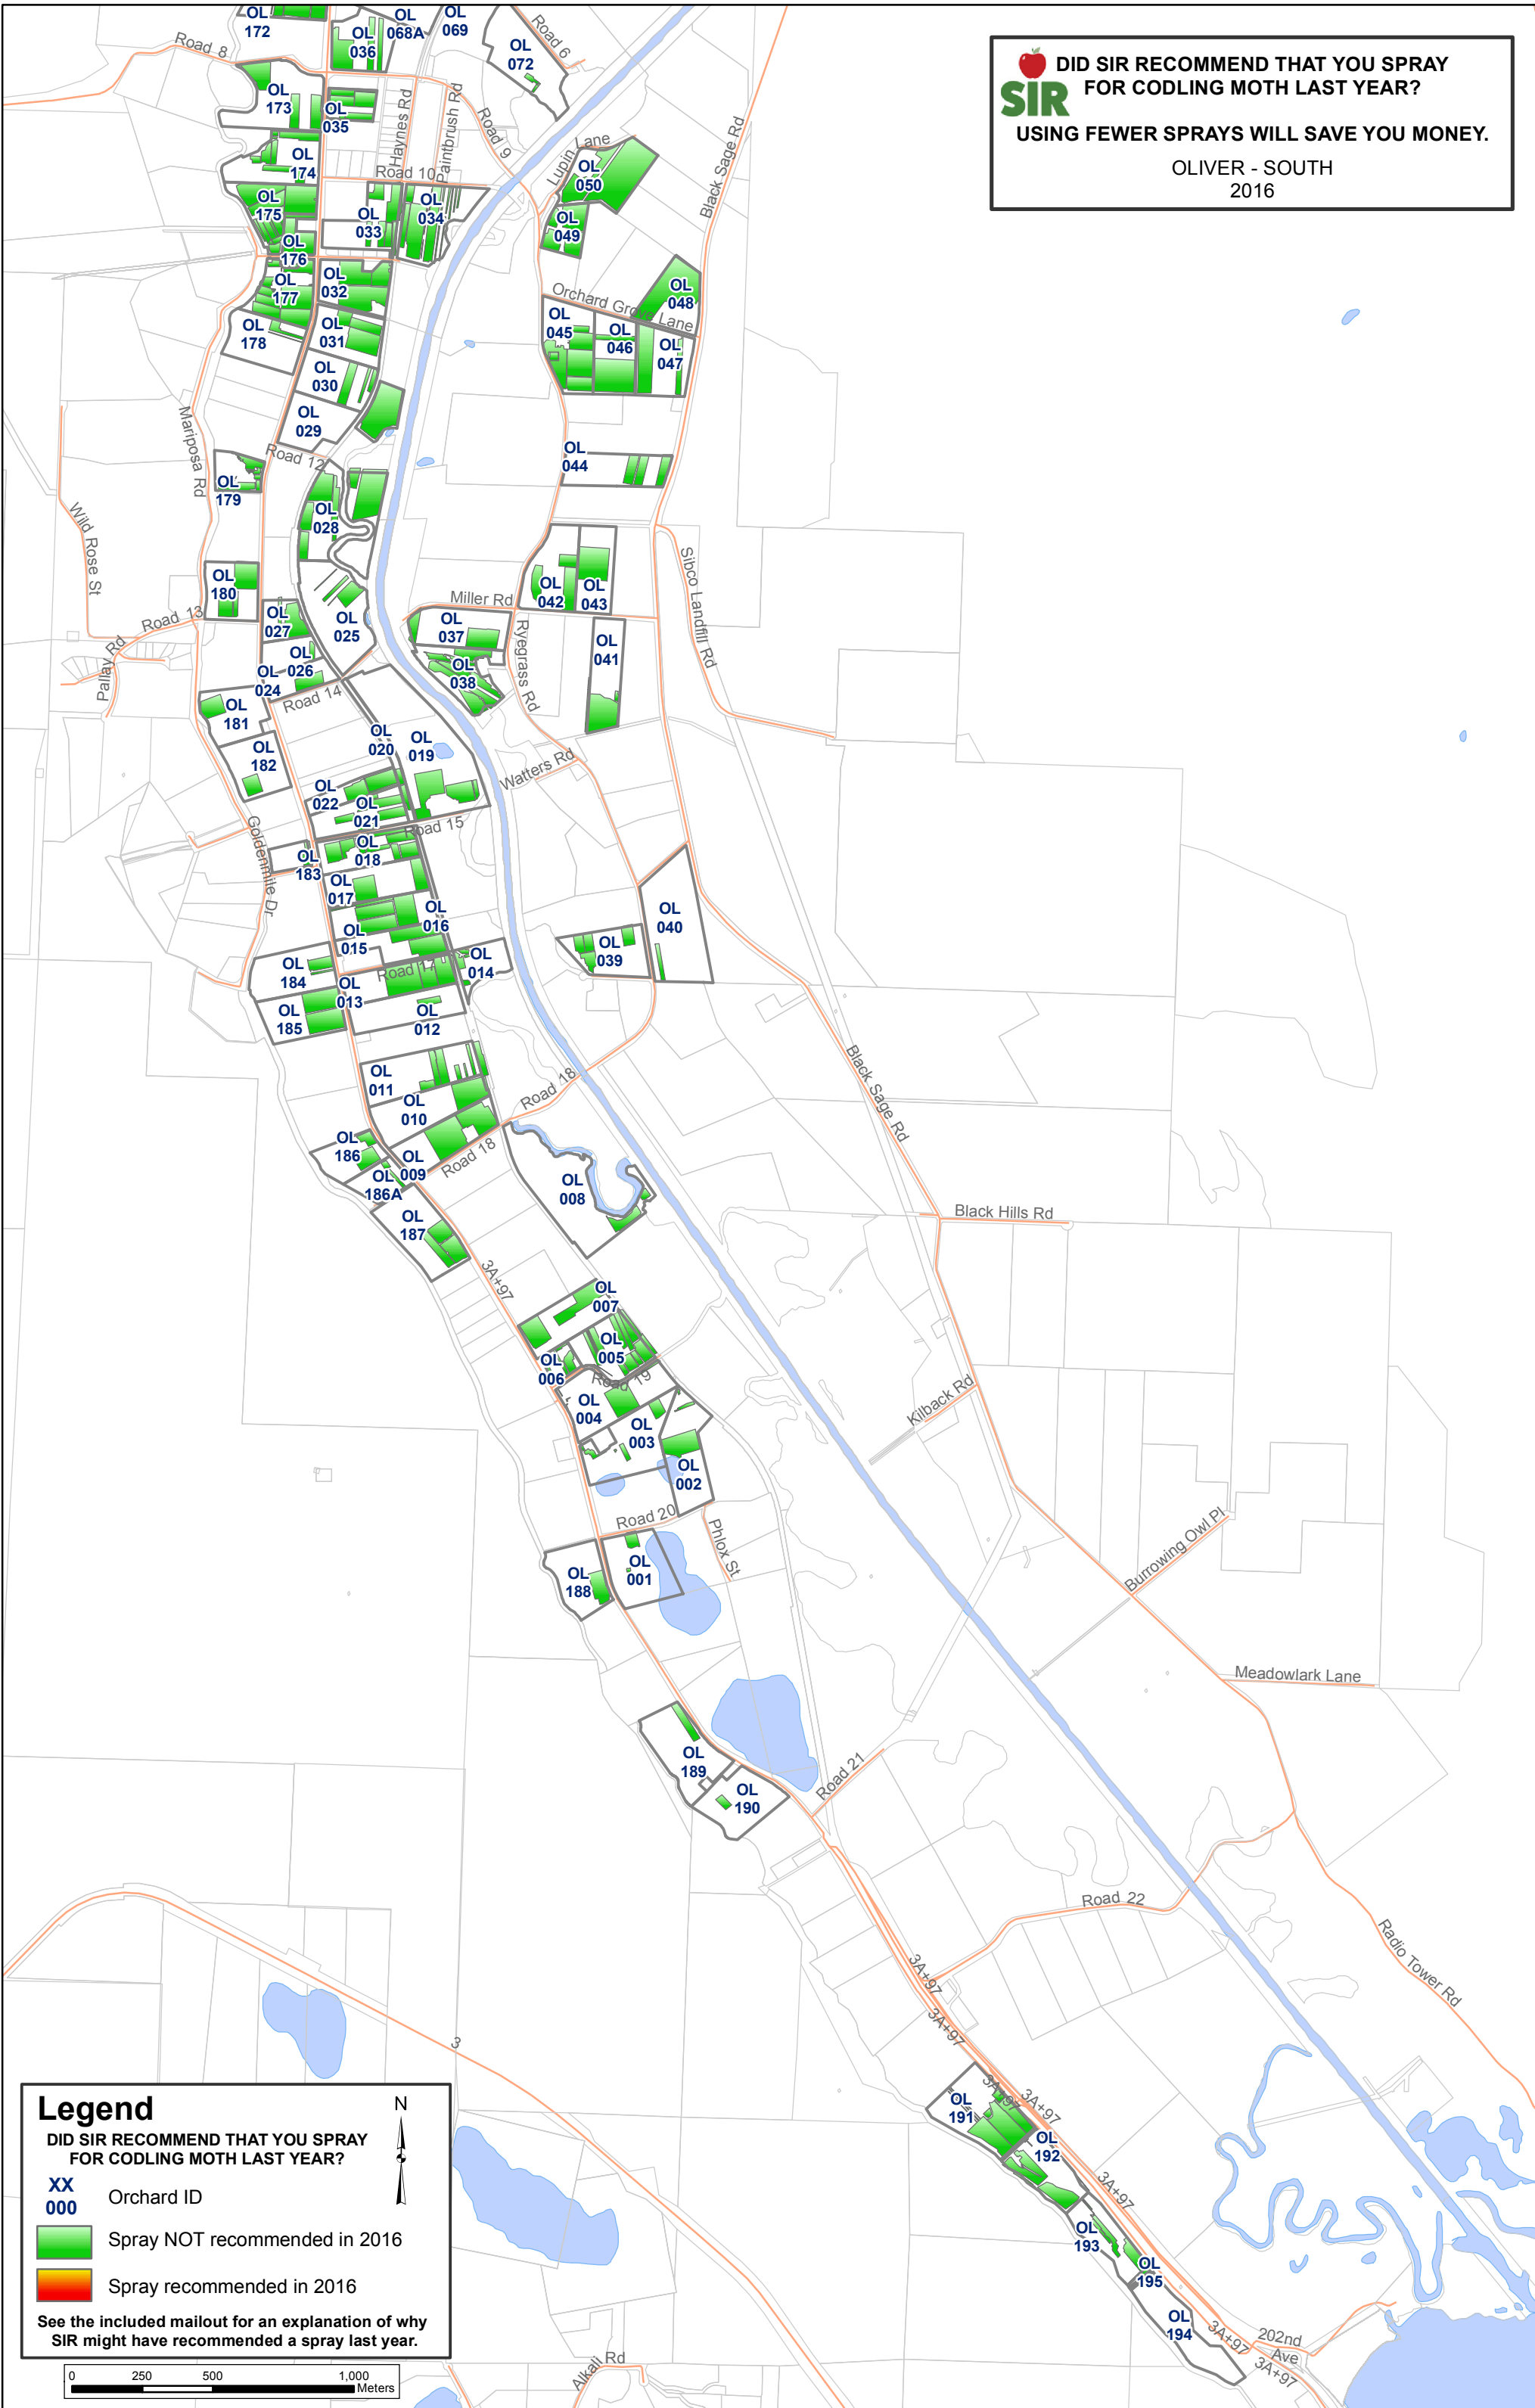 SIR
DID SIR RECOMMEND THAT YOU SPRAY
FOR CODLING MOTH LAST YEAR?
USING FEWER SPRAYS WILL SAVE YOU MONEY.
OLIVER - SOUTH
2016
OL
172
OL
036
OL
068A
OL
069
OL
072
Road 6
Road 8
OL
173
OL
035
Haynes Rd
Paintbrush Rd
Road 9
Lupin Lane
Black Sage Rd
OL
174
Road 10
OL
050
OL
175
OL
033
OL
034
OL
049
OL
176
OL
177
OL
032
OL
048
Orchard Grove Lane
OL
178
OL
031
OL
045
OL
046
OL
047
OL
030
OL
029
Mariposa Rd
Road 12
OL
044
OL
179
OL
028
Wild Rose St
OL
180
OL
042
OL
043
Sibco Landfill Rd
Miller Rd
Road 13
OL
027
OL
025
OL
037
Ryegrass Rd
OL
041
Pallay Rd
OL
026
OL
024
OL
038
Road 14
OL
181
OL
182
OL
020
OL
019
Watters Rd
OL
022
OL
021
Road 15
Goldenmile Dr
OL
183
OL
018
OL
017
OL
016
OL
015
OL
040
OL
039
OL
184
Road 17
OL
014
OL
013
OL
185
OL
012
OL
011
OL
010
Road 18
Black Sage Rd
OL
186
OL
009
Road 18
OL
186A
OL
008
OL
187
Black Hills Rd
3A+97
OL
007
OL
005
OL
006
Road 19
OL
004
OL
003
Kilback Rd
OL
002
Road 20
Phlox St
OL
001
OL
188
Burrowing Owl Pl
Meadowlark Lane
OL
189
OL
190
Road 21
Road 22
Radio Tower Rd
3A+97
3A+97
3
3A+97
3A+97
OL
191
OL
192
3A+97
OL
193
OL
195
OL
194
3A+97
202nd
Ave
3A+97
Alkali Rd
Legend
N
DID SIR RECOMMEND THAT YOU SPRAY
FOR CODLING MOTH LAST YEAR?
XX
000
Orchard ID
Spray NOT recommended in 2016
Spray recommended in 2016
See the included mailout for an explanation of why
SIR might have recommended a spray last year.
0 250 500 1,000
Meters